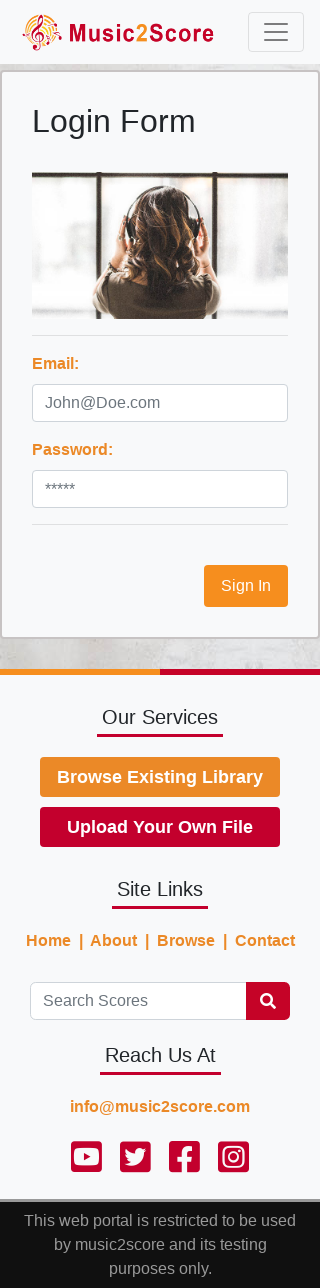 Music2Score
Login Form
Email:
John@Doe.com
Password:
*****
Sign In
Our Services
Browse Existing Library
Upload Your Own File
Site Links
Home | About | Browse | Contact
Search Scores
Reach Us At
info@music2score.com
This web portal is restricted to be used
by music2score and its testing
purposes only.